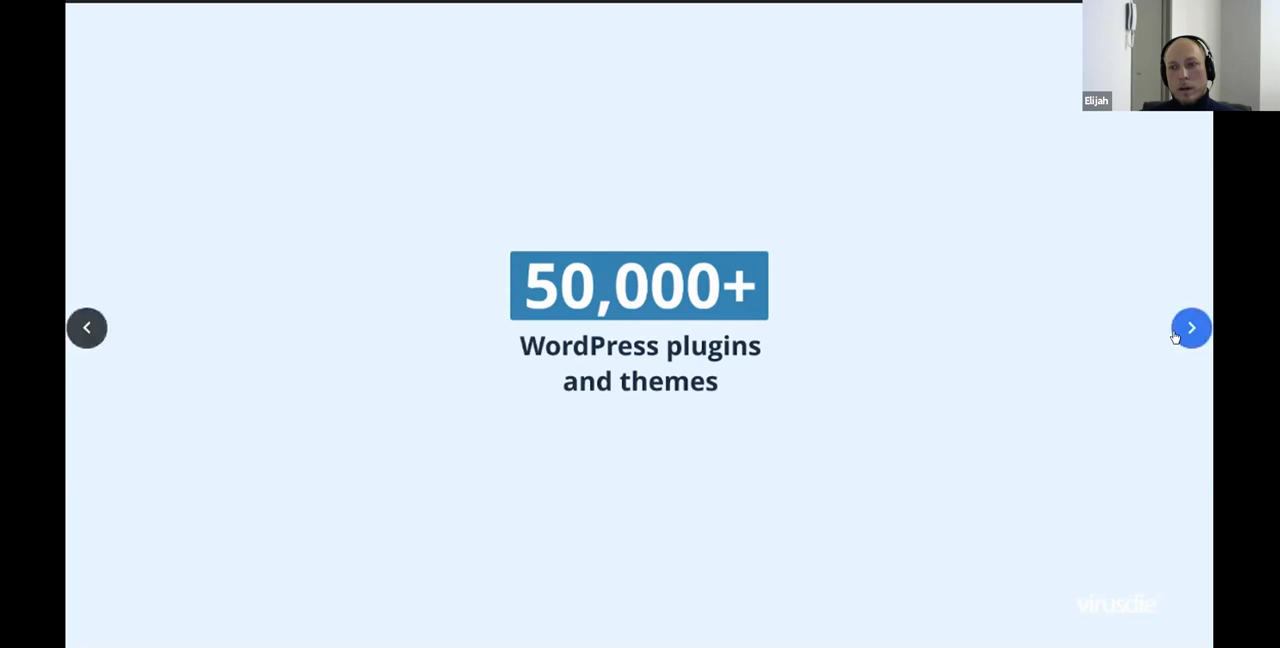 Elijah
50,000+
WordPress plugins
and themes
virusdie